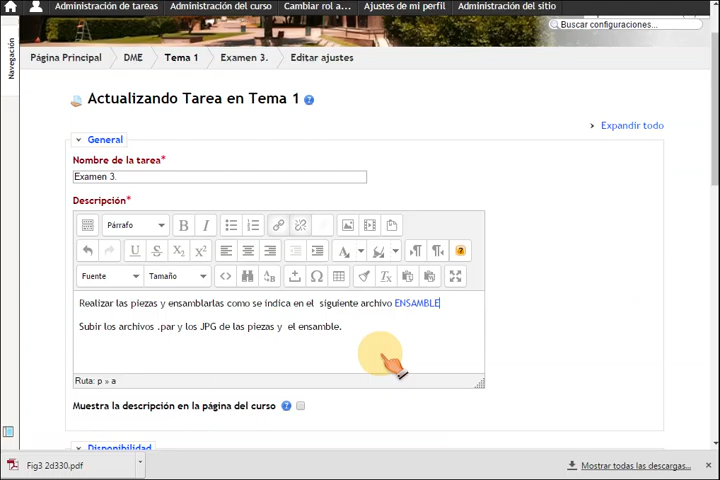 Administración de tareas Administración del curso Cambiar rol a... Ajustes de mi perfil Administración del sitio
Buscar configuraciones...
Navegación
Página Principal DME Tema 1 Examen 3. Editar ajustes
Actualizando Tarea en Tema 1
Expandir todo
General
Nombre de la tarea*
Examen 3.
Descripción*
Párrafo B I
U S X₂ X² A
Fuente Tamaño Ω Tx
Realizar las piezas y ensamblarlas como se indica en el siguiente archivo ENSAMBLE
Subir los archivos .par y los JPG de las piezas y el ensamble.
Ruta: p » a
Muestra la descripción en la página del curso
Disponibilidad
Fig3 2d330.pdf Mostrar todas las descargas...